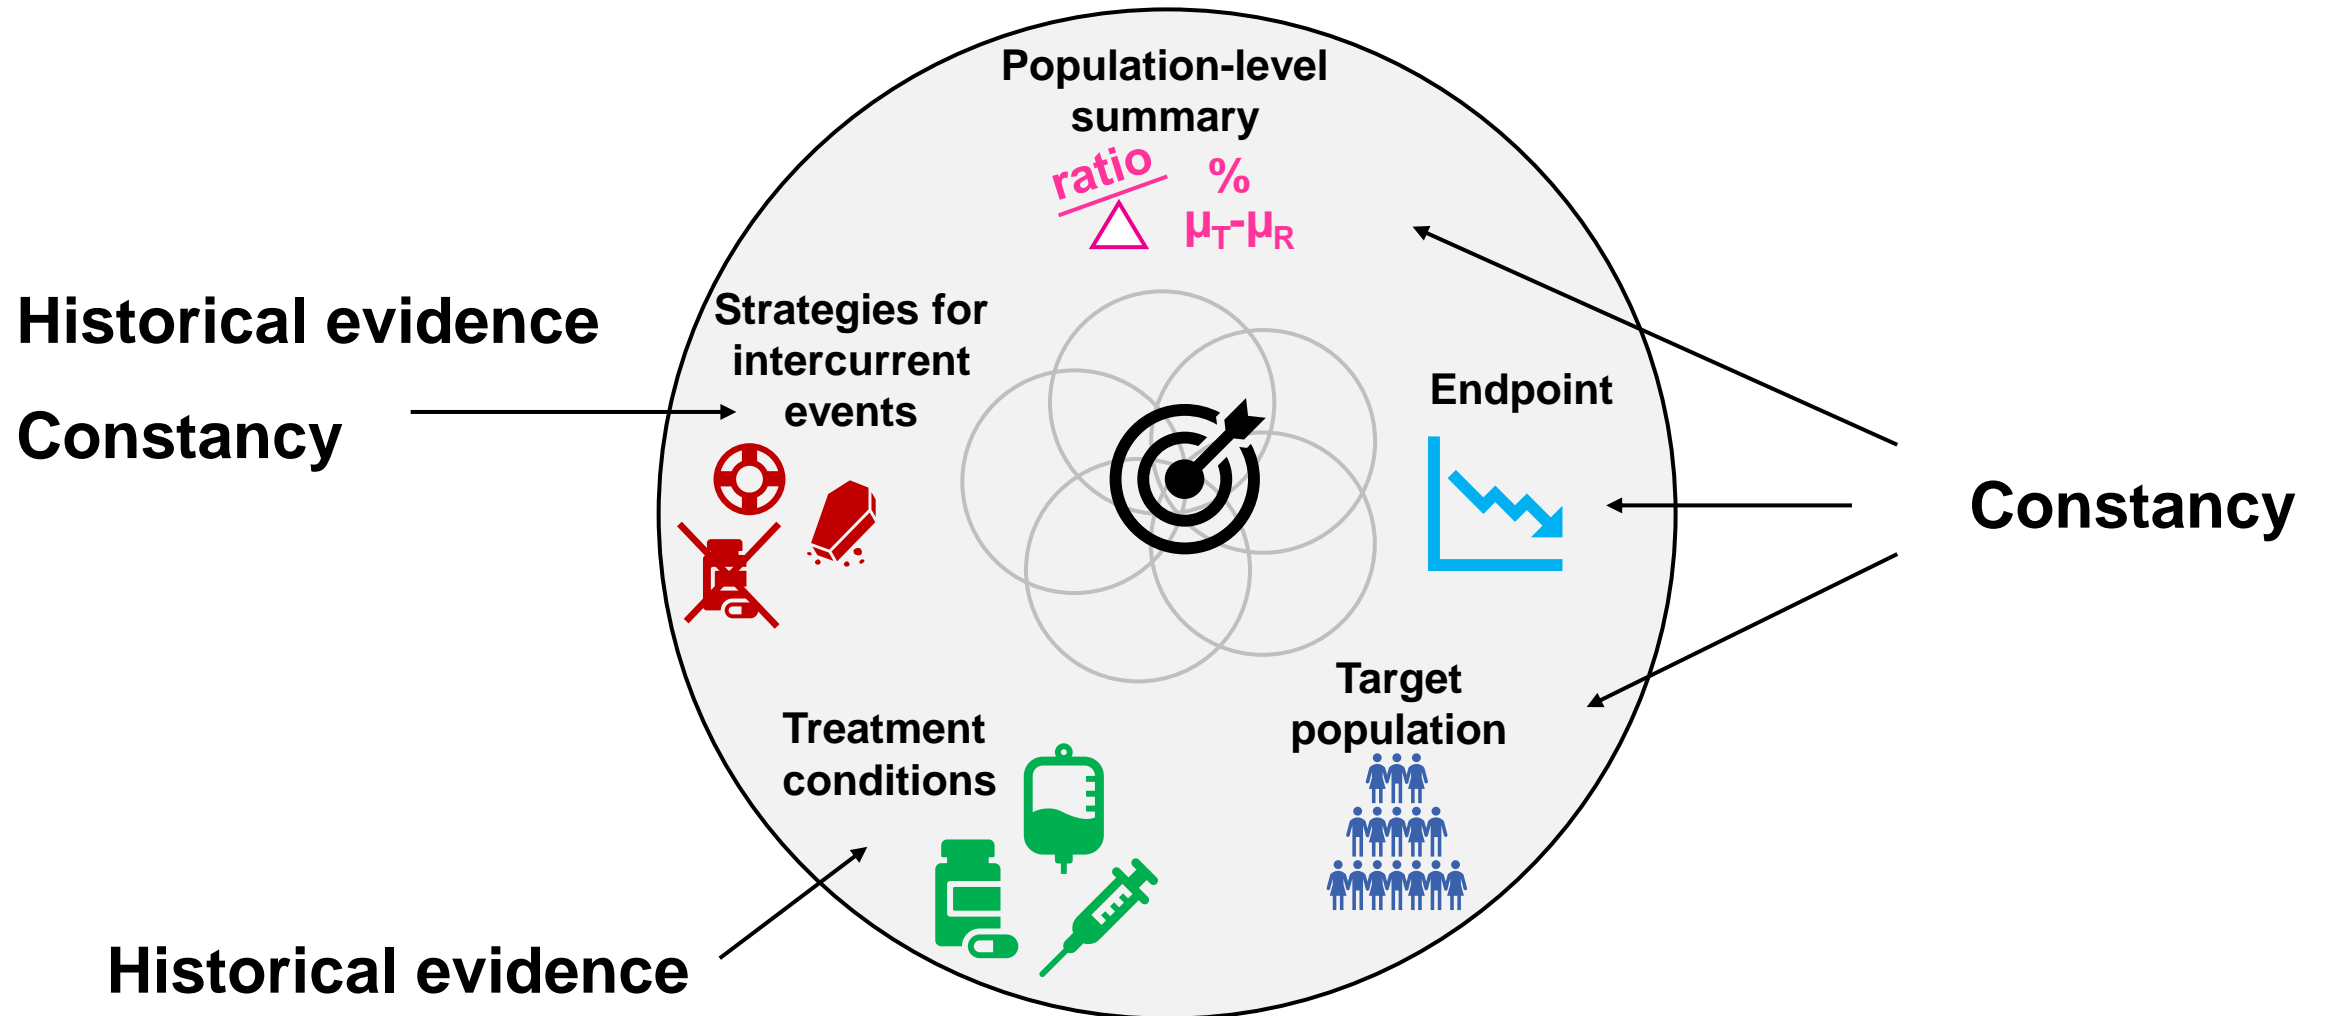 Population-level
summary
ratio
%
μT-μR
Historical evidence
Constancy
Strategies for
intercurrent
events
Endpoint
Constancy
Target
population
Treatment
conditions
Historical evidence